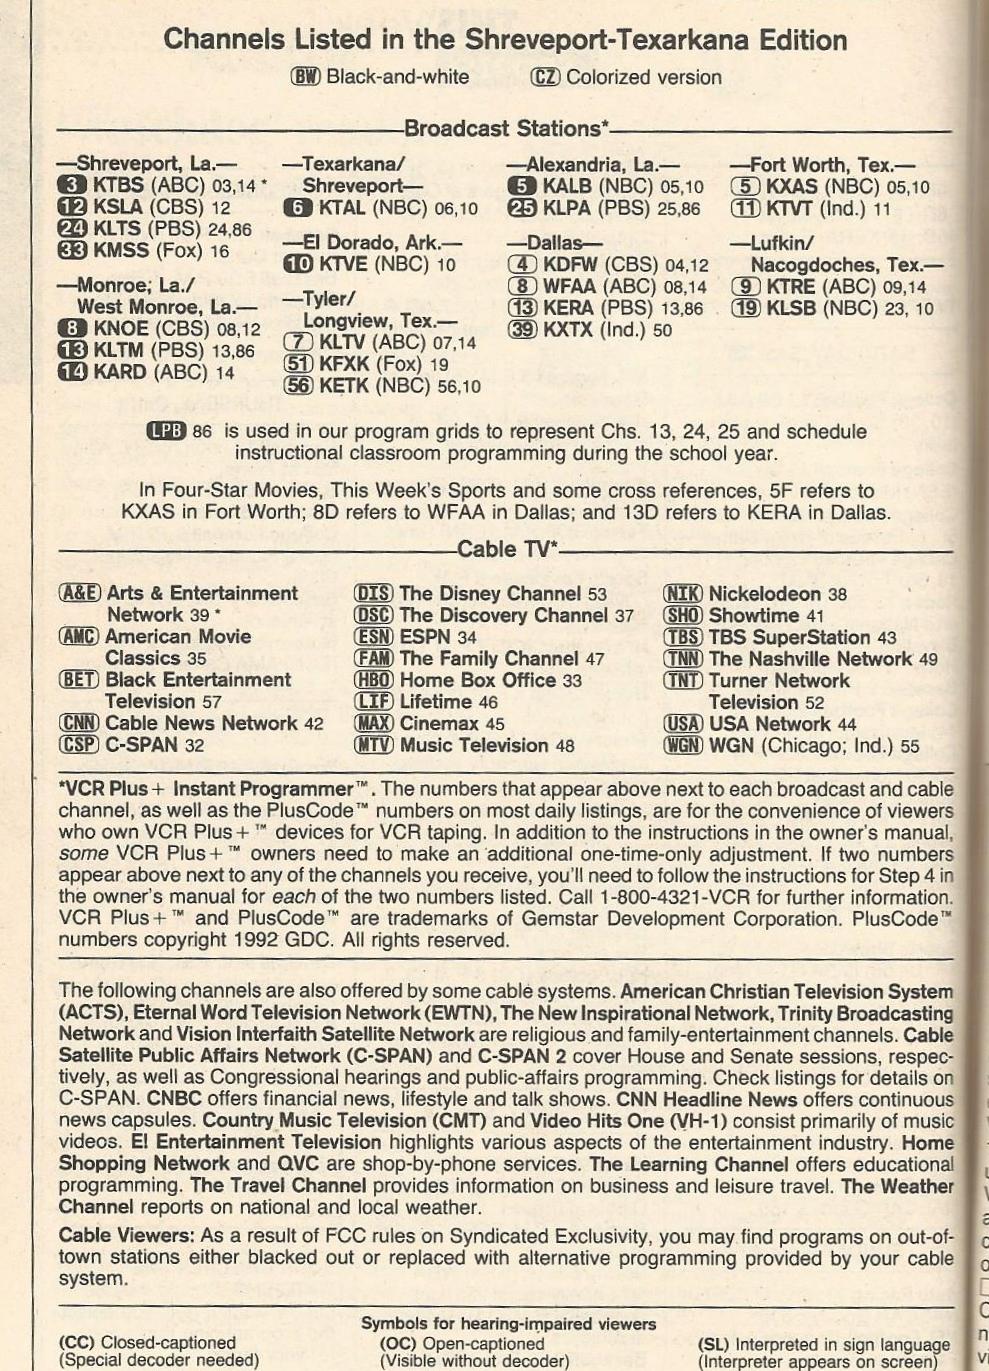 Channels Listed in the Shreveport-Texarkana Edition
BW Black-and-white CZ Colorized version
Broadcast Stations*
—Shreveport, La.—
3 KTBS (ABC) 03,14 *
12 KSLA (CBS) 12
24 KLTS (PBS) 24,86
33 KMSS (Fox) 16
—Monroe; La./
West Monroe, La.—
8 KNOE (CBS) 08,12
13 KLTM (PBS) 13,86
14 KARD (ABC) 14
—Texarkana/
Shreveport—
6 KTAL (NBC) 06,10
—El Dorado, Ark.—
10 KTVE (NBC) 10
—Tyler/
Longview, Tex.—
7 KLTV (ABC) 07,14
51 KFXK (Fox) 19
56 KETK (NBC) 56,10
—Alexandria, La.—
5 KALB (NBC) 05,10
25 KLPA (PBS) 25,86
—Dallas—
4 KDFW (CBS) 04,12
8 WFAA (ABC) 08,14
13 KERA (PBS) 13,86
39 KXTX (Ind.) 50
—Fort Worth, Tex.—
5 KXAS (NBC) 05,10
11 KTVT (Ind.) 11
—Lufkin/
Nacogdoches, Tex.—
9 KTRE (ABC) 09,14
19 KLSB (NBC) 23, 10
LPB 86 is used in our program grids to represent Chs. 13, 24, 25 and schedule
instructional classroom programming during the school year.
In Four-Star Movies, This Week's Sports and some cross references, 5F refers to
KXAS in Fort Worth; 8D refers to WFAA in Dallas; and 13D refers to KERA in Dallas.
Cable TV*
A&E Arts & Entertainment
Network 39 *
AMC American Movie
Classics 35
BET Black Entertainment
Television 57
CNN Cable News Network 42
CSP C-SPAN 32
DIS The Disney Channel 53
DSC The Discovery Channel 37
ESN ESPN 34
FAM The Family Channel 47
HBO Home Box Office 33
LIF Lifetime 46
MAX Cinemax 45
MTV Music Television 48
NIK Nickelodeon 38
SHO Showtime 41
TBS TBS SuperStation 43
TNN The Nashville Network 49
TNT Turner Network
Television 52
USA USA Network 44
WGN WGN (Chicago; Ind.) 55
*VCR Plus+ Instant Programmer™. The numbers that appear above next to each broadcast and cable
channel, as well as the PlusCode™ numbers on most daily listings, are for the convenience of viewers
who own VCR Plus+™ devices for VCR taping. In addition to the instructions in the owner's manual,
some VCR Plus+™ owners need to make an additional one-time-only adjustment. If two numbers
appear above next to any of the channels you receive, you'll need to follow the instructions for Step 4 in
the owner's manual for each of the two numbers listed. Call 1-800-4321-VCR for further information.
VCR Plus+™ and PlusCode™ are trademarks of Gemstar Development Corporation. PlusCode™
numbers copyright 1992 GDC. All rights reserved.
The following channels are also offered by some cable systems. American Christian Television System
(ACTS), Eternal Word Television Network (EWTN), The New Inspirational Network, Trinity Broadcasting
Network and Vision Interfaith Satellite Network are religious and family-entertainment channels. Cable
Satellite Public Affairs Network (C-SPAN) and C-SPAN 2 cover House and Senate sessions, respec-
tively, as well as Congressional hearings and public-affairs programming. Check listings for details on
C-SPAN. CNBC offers financial news, lifestyle and talk shows. CNN Headline News offers continuous
news capsules. Country Music Television (CMT) and Video Hits One (VH-1) consist primarily of music
videos. E! Entertainment Television highlights various aspects of the entertainment industry. Home
Shopping Network and QVC are shop-by-phone services. The Learning Channel offers educational
programming. The Travel Channel provides information on business and leisure travel. The Weather
Channel reports on national and local weather.
Cable Viewers: As a result of FCC rules on Syndicated Exclusivity, you may find programs on out-of-
town stations either blacked out or replaced with alternative programming provided by your cable
system.
Symbols for hearing-impaired viewers
(CC) Closed-captioned
(Special decoder needed)
(OC) Open-captioned
(Visible without decoder)
(SL) Interpreted in sign language
(Interpreter appears on screen)